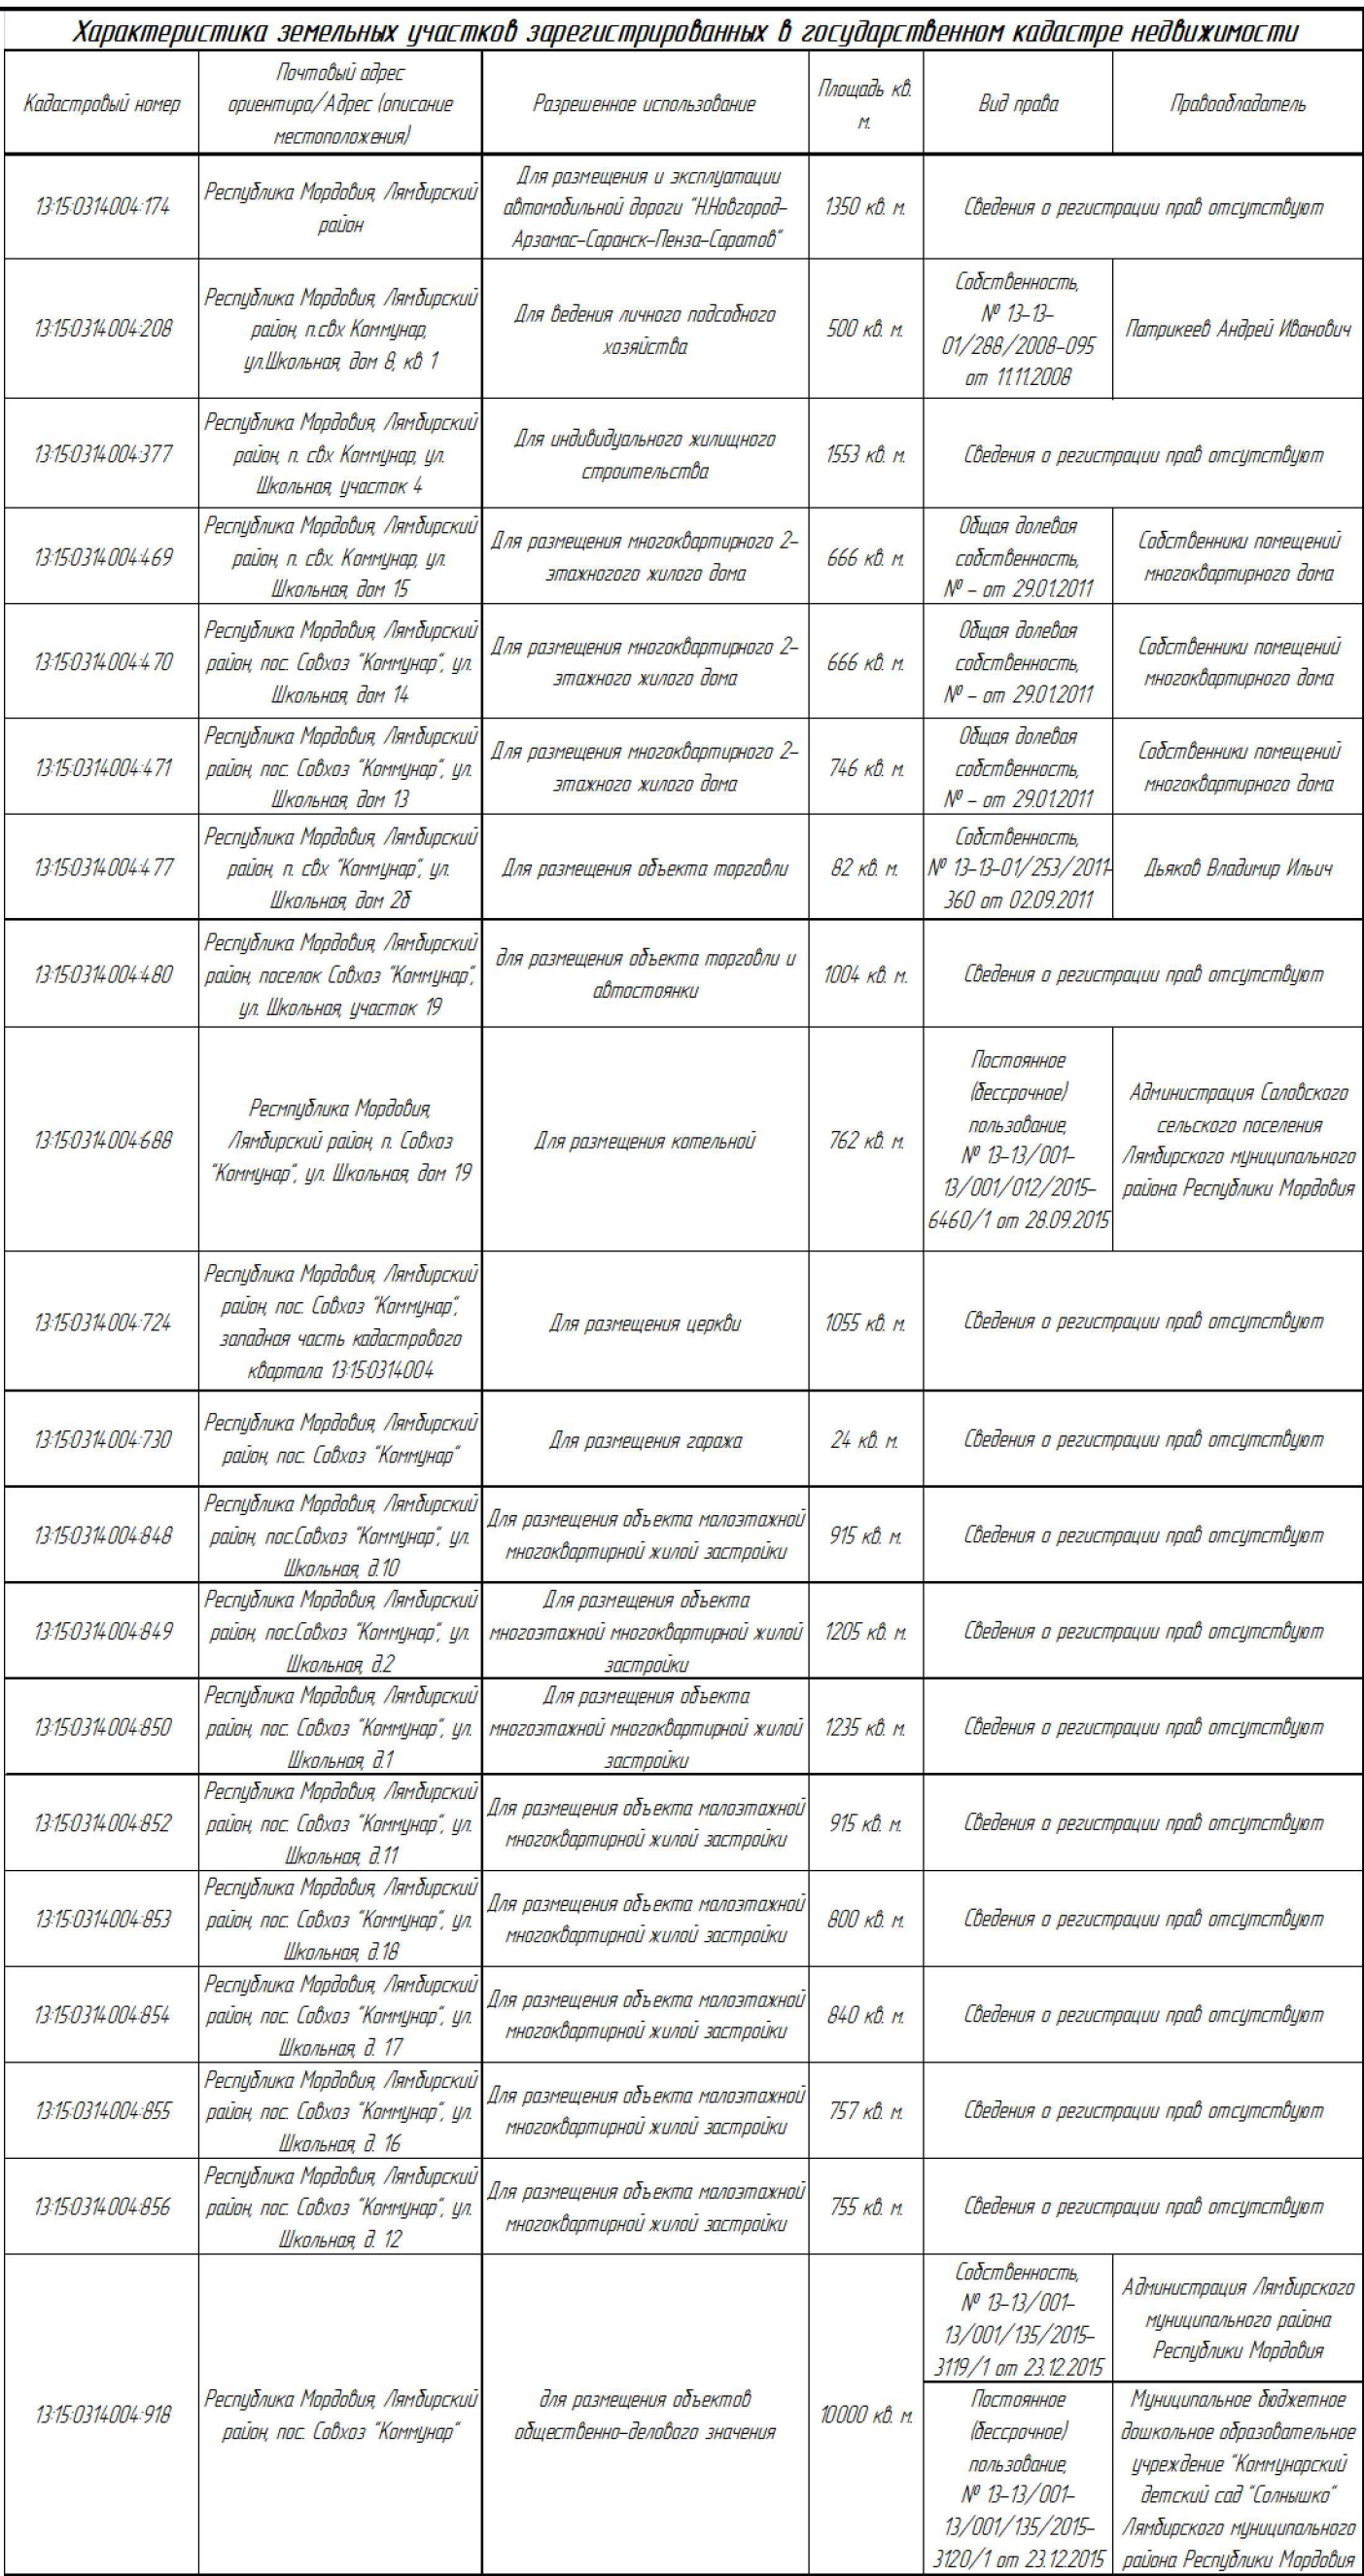 Характеристика земельных участков зарегистрированных в государственном кадастре недвижимости
Кадастровый номер
Почтовый адрес
ориентира/Адрес (описание
местоположения)
Разрешенное использование
Площадь кв.
м.
Вид права
Правообладатель
13:15:0314004:174
Республика Мордовия, Лямбирский
район
Для размещения и эксплуатации
автомобильной дороги "Н.Новгород-
Арзамас-Саранск-Пенза-Саратов"
1350 кв. м.
Сведения о регистрации прав отсутствуют
13:15:0314004:208
Республика Мордовия, Лямбирский
район, п.свх Коммунар,
ул.Школьная, дом 8, кв 1
Для ведения личного подсобного
хозяйства
500 кв. м.
Собственность,
№ 13-13-
01/288/2008-095
от 11.11.2008
Патрикеев Андрей Иванович
13:15:0314004:377
Республика Мордовия, Лямбирский
район, п. свх Коммунар, ул.
Школьная, участок 4
Для индивидуального жилищного
строительства
1553 кв. м.
Сведения о регистрации прав отсутствуют
13:15:0314004:469
Республика Мордовия, Лямбирский
район, п. свх. Коммунар, ул.
Школьная, дом 15
Для размещения многоквартирного 2-
этажногого жилого дома
666 кв. м.
Общая долевая
собственность,
№ - от 29.01.2011
Собственники помещений
многоквартирного дома
13:15:0314004:470
Республика Мордовия, Лямбирский
район, пос. Совхоз "Коммунар", ул.
Школьная, дом 14
Для размещения многоквартирного 2-
этажного жилого дома
666 кв. м.
Общая долевая
собственность,
№ - от 29.01.2011
Собственники помещений
многоквартирного дома
13:15:0314004:471
Республика Мордовия, Лямбирский
район, пос. Совхоз "Коммунар", ул.
Школьная, дом 13
Для размещения многоквартирного 2-
этажного жилого дома
746 кв. м.
Общая долевая
собственность,
№ - от 29.01.2011
Собственники помещений
многоквартирного дома
13:15:0314004:477
Республика Мордовия, Лямбирский
район, п. свх "Коммунар", ул.
Школьная, дом 2б
Для размещения объекта торговли
82 кв. м.
Собственность,
№ 13-13-01/253/2011-
360 от 02.09.2011
Дьяков Владимир Ильич
13:15:0314004:480
Республика Мордовия, Лямбирский
район, поселок Совхоз "Коммунар",
ул. Школьная, участок 19
для размещения объекта торговли и
автостоянки
1004 кв. м.
Сведения о регистрации прав отсутствуют
13:15:0314004:688
Ресмпублика Мордовия,
Лямбирский район, п. Совхоз
"Коммунар", ул. Школьная, дом 19
Для размещения котельной
762 кв. м.
Постоянное
(бессрочное)
пользование,
№ 13-13/001-
13/001/012/2015-
6460/1 от 28.09.2015
Администрация Саловского
сельского поселения
Лямбирского муниципального
района Республики Мордовия
13:15:0314004:724
Республика Мордовия, Лямбирский
район, пос. Совхоз "Коммунар",
западная часть кадастрового
квартала 13:15:0314004
Для размещения церкви
1055 кв. м.
Сведения о регистрации прав отсутствуют
13:15:0314004:730
Республика Мордовия, Лямбирский
район, пос. Совхоз "Коммунар"
Для размещения гаража
24 кв. м.
Сведения о регистрации прав отсутствуют
13:15:0314004:848
Республика Мордовия, Лямбирский
район, пос.Совхоз "Коммунар", ул.
Школьная, д.10
Для размещения объекта малоэтажной
многоквартирной жилой застройки
915 кв. м.
Сведения о регистрации прав отсутствуют
13:15:0314004:849
Республика Мордовия, Лямбирский
район, пос.Совхоз "Коммунар", ул.
Школьная, д.2
Для размещения объекта
многоэтажной многоквартирной жилой
застройки
1205 кв. м.
Сведения о регистрации прав отсутствуют
13:15:0314004:850
Республика Мордовия, Лямбирский
район, пос. Совхоз "Коммунар", ул.
Школьная, д.1
Для размещения объекта
многоэтажной многоквартирной жилой
застройки
1235 кв. м.
Сведения о регистрации прав отсутствуют
13:15:0314004:852
Республика Мордовия, Лямбирский
район, пос. Совхоз "Коммунар", ул.
Школьная, д.11
Для размещения объекта малоэтажной
многоквартирной жилой застройки
915 кв. м.
Сведения о регистрации прав отсутствуют
13:15:0314004:853
Республика Мордовия, Лямбирский
район, пос. Совхоз "Коммунар", ул.
Школьная, д.18
Для размещения объекта малоэтажной
многоквартирной жилой застройки
800 кв. м.
Сведения о регистрации прав отсутствуют
13:15:0314004:854
Республика Мордовия, Лямбирский
район, пос. Совхоз "Коммунар", ул.
Школьная, д. 17
Для размещения объекта малоэтажной
многоквартирной жилой застройки
840 кв. м.
Сведения о регистрации прав отсутствуют
13:15:0314004:855
Республика Мордовия, Лямбирский
район, пос. Совхоз "Коммунар", ул.
Школьная, д. 16
Для размещения объекта малоэтажной
многоквартирной жилой застройки
757 кв. м.
Сведения о регистрации прав отсутствуют
13:15:0314004:856
Республика Мордовия, Лямбирский
район, пос. Совхоз "Коммунар", ул.
Школьная, д. 12
Для размещения объекта малоэтажной
многоквартирной жилой застройки
755 кв. м.
Сведения о регистрации прав отсутствуют
13:15:0314004:918
Республика Мордовия, Лямбирский
район, пос. Совхоз "Коммунар"
для размещения объектов
общественно-делового значения
10000 кв. м.
Собственность,
№ 13-13/001-
13/001/135/2015-
3119/1 от 23.12.2015
Администрация Лямбирского
муниципального района
Республики Мордовия
Постоянное
(бессрочное)
пользование,
№ 13-13/001-
13/001/135/2015-
3120/1 от 23.12.2015
Муниципальное бюджетное
дошкольное образовательное
учреждение "Коммунарский
детский сад "Солнышко"
Лямбирского муниципального
района Республики Мордовия